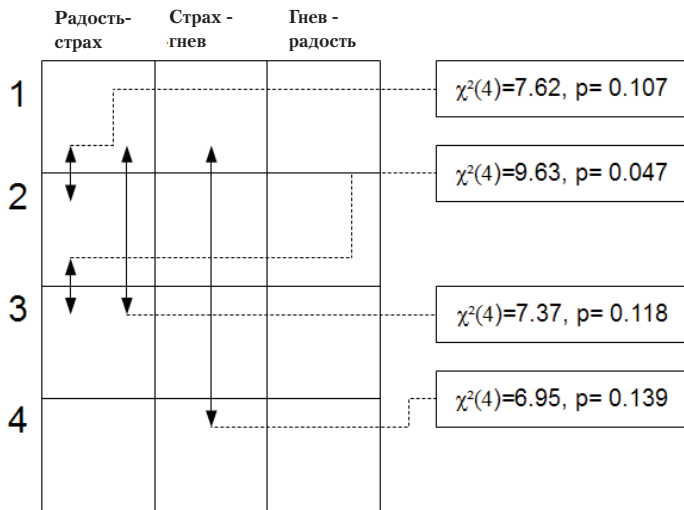 Радость-
страх
Страх -
гнев
Гнев -
радость
1
χ²(4)=7.62, p= 0.107
2
χ²(4)=9.63, p= 0.047
3
χ²(4)=7.37, p= 0.118
4
χ²(4)=6.95, p= 0.139